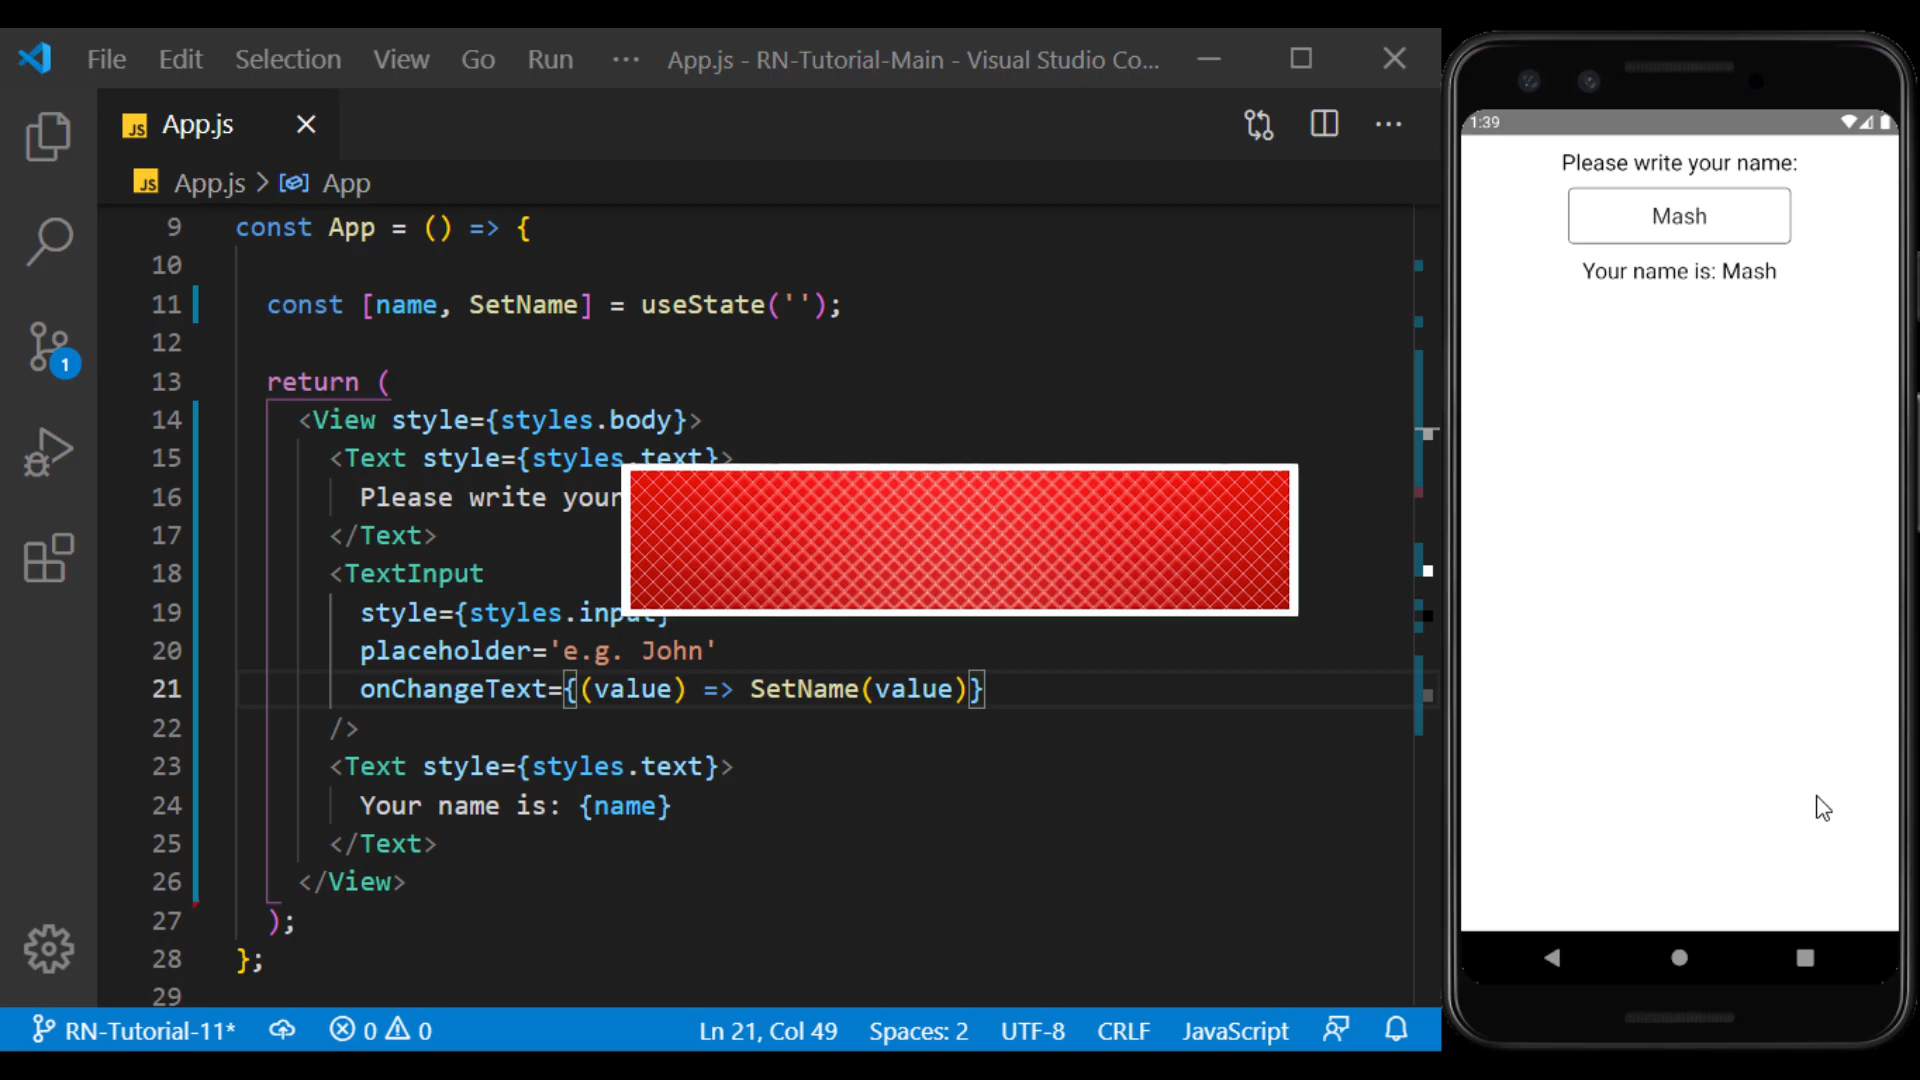 File Edit Selection View Go Run ··· App.js - RN-Tutorial-Main - Visual Studio Co...
JS App.js
JS App.js > App
9 const App = () => {
10
11 const [name, SetName] = useState('');
12
13 return (
14 <View style={styles.body}>
15 <Text style={styles.text}>
16 Please write your
17 </Text>
18 <TextInput
19 style={styles.input}
20 placeholder='e.g. John'
21 onChangeText={(value) => SetName(value)}
22 />
23 <Text style={styles.text}>
24 Your name is: {name}
25 </Text>
26 </View>
27 );
28 };
29
1
RN-Tutorial-11* 0 0 Ln 21, Col 49 Spaces: 2 UTF-8 CRLF JavaScript
1:39
Please write your name:
Mash
Your name is: Mash